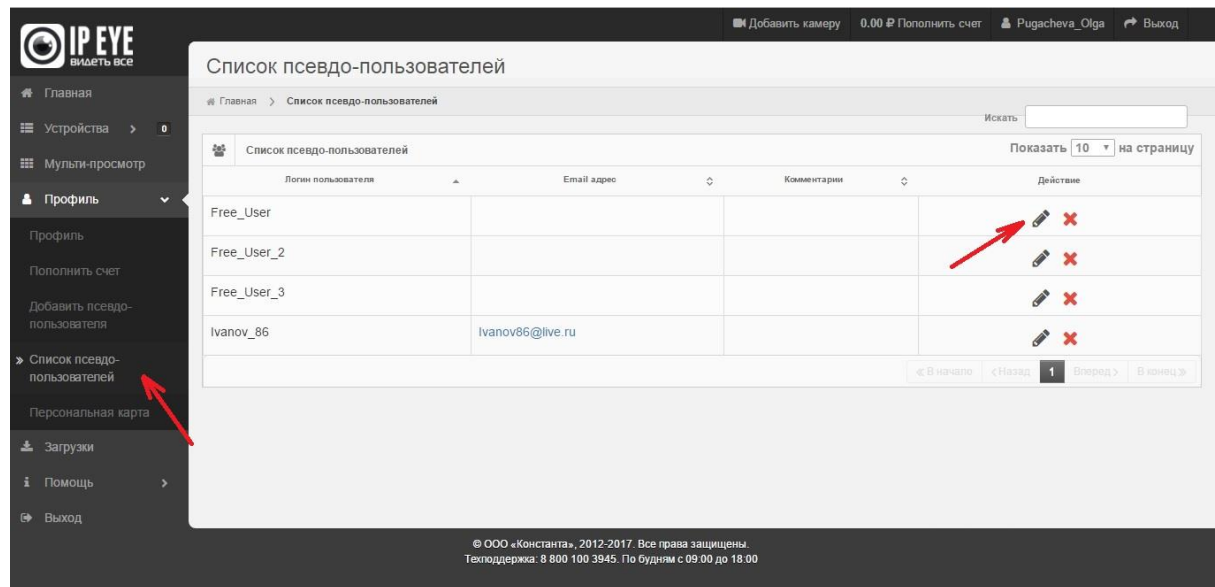 IP EYE
видеть все
Добавить камеру 0.00 ₽ Пополнить счет Pugacheva_Olga Выход
Главная
Устройства > 0
Мульти-просмотр
Профиль
Профиль
Пополнить счет
Добавить псевдо-
пользователя
» Список псевдо-
пользователей
Персональная карта
Загрузки
Помощь >
Выход
Список псевдо-пользователей
Главная > Список псевдо-пользователей
Искать
Список псевдо-пользователей
Показать 10 на страницу
Логин пользователя Email адрес Комментарии Действие
Free_User
Free_User_2
Free_User_3
Ivanov_86 Ivanov86@live.ru
« В начало < Назад 1 Вперед > В конец »
© ООО «Константа», 2012-2017. Все права защищены.
Техподдержка: 8 800 100 3945. По будням с 09:00 до 18:00